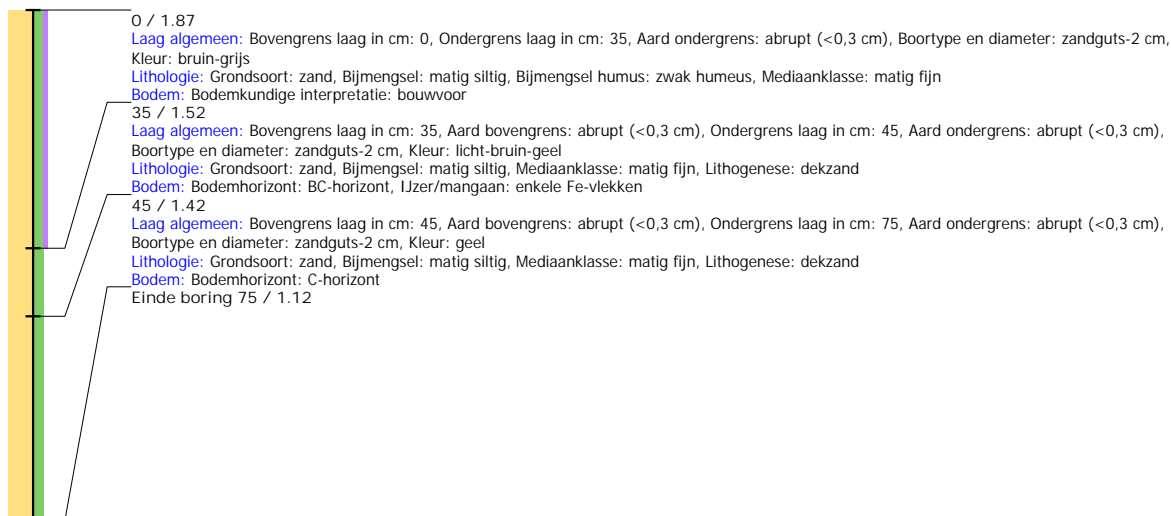 0 / 1.87
Laag algemeen: Bovengrens laag in cm: 0, Ondergrens laag in cm: 35, Aard ondergrens: abrupt (<0,3 cm), Boortype en diameter: zandguts-2 cm,
Kleur: bruin-grijs
Lithologie: Grondsoort: zand, Bijmengsel: matig siltig, Bijmengsel humus: zwak humeus, Mediaanklasse: matig fijn
Bodem: Bodemkundige interpretatie: bouwvoor
35 / 1.52
Laag algemeen: Bovengrens laag in cm: 35, Aard bovengrens: abrupt (<0,3 cm), Ondergrens laag in cm: 45, Aard ondergrens: abrupt (<0,3 cm),
Boortype en diameter: zandguts-2 cm, Kleur: licht-bruin-geel
Lithologie: Grondsoort: zand, Bijmengsel: matig siltig, Mediaanklasse: matig fijn, Lithogenese: dekzand
Bodem: Bodemhorizont: BC-horizont, IJzer/mangaan: enkele Fe-vlekken
45 / 1.42
Laag algemeen: Bovengrens laag in cm: 45, Aard bovengrens: abrupt (<0,3 cm), Ondergrens laag in cm: 75, Aard ondergrens: abrupt (<0,3 cm),
Boortype en diameter: zandguts-2 cm, Kleur: geel
Lithologie: Grondsoort: zand, Bijmengsel: matig siltig, Mediaanklasse: matig fijn, Lithogenese: dekzand
Bodem: Bodemhorizont: C-horizont
Einde boring 75 / 1.12